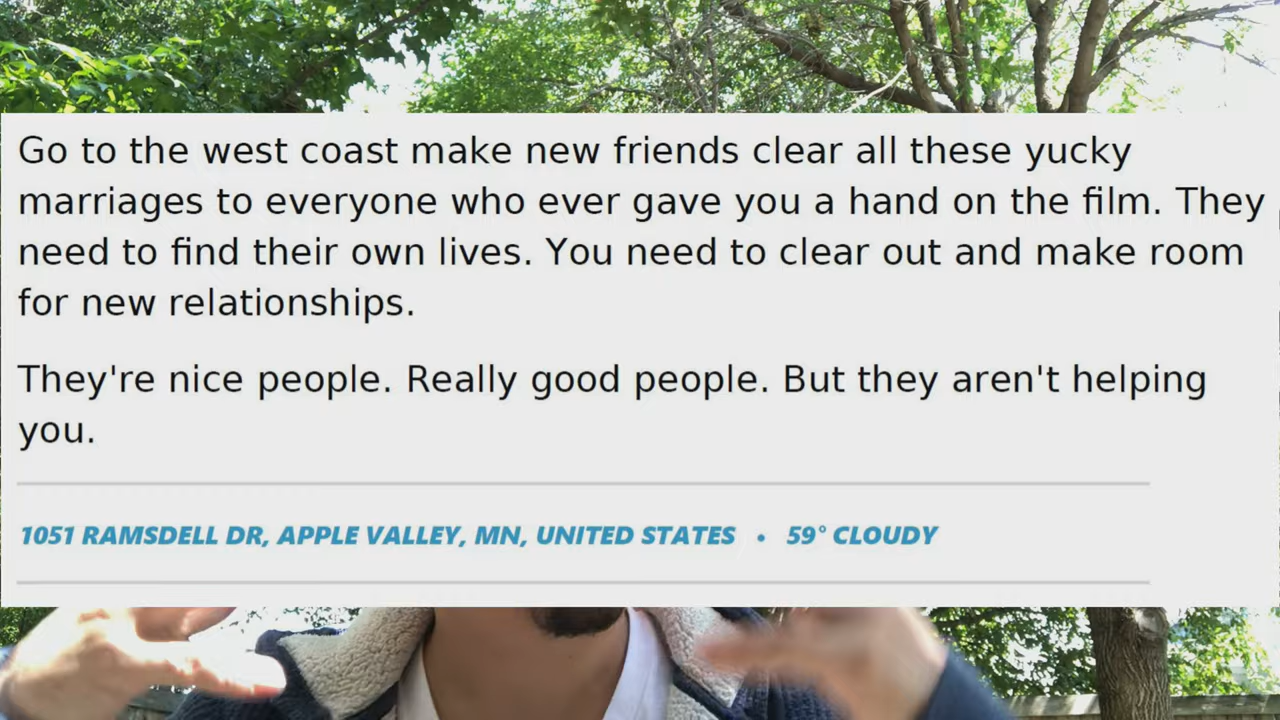 Go to the west coast make new friends clear all these yucky
marriages to everyone who ever gave you a hand on the film. They
need to find their own lives. You need to clear out and make room
for new relationships.
They're nice people. Really good people. But they aren't helping
you.
1051 RAMSDELL DR, APPLE VALLEY, MN, UNITED STATES • 59° CLOUDY